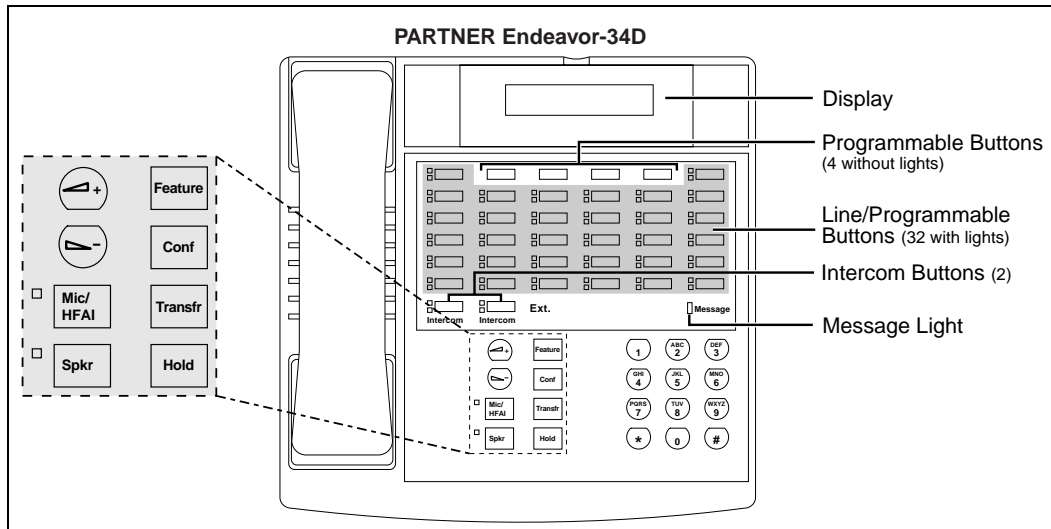 PARTNER Endeavor-34D
Display
Programmable Buttons
(4 without lights)
Line/Programmable
Buttons (32 with lights)
Intercom Buttons (2)
Message Light
+ Feature
- Conf
Mic/
HFAI
Transfr
Spkr Hold
Intercom Intercom Ext. Message
+ Feature
- Conf
Mic/
HFAI
Transfr
Spkr Hold
1
ABC
2
DEF
3
GHI
4
JKL
5
MNO
6
PQRS
7
TUV
8
WXYZ
9
* 0 #